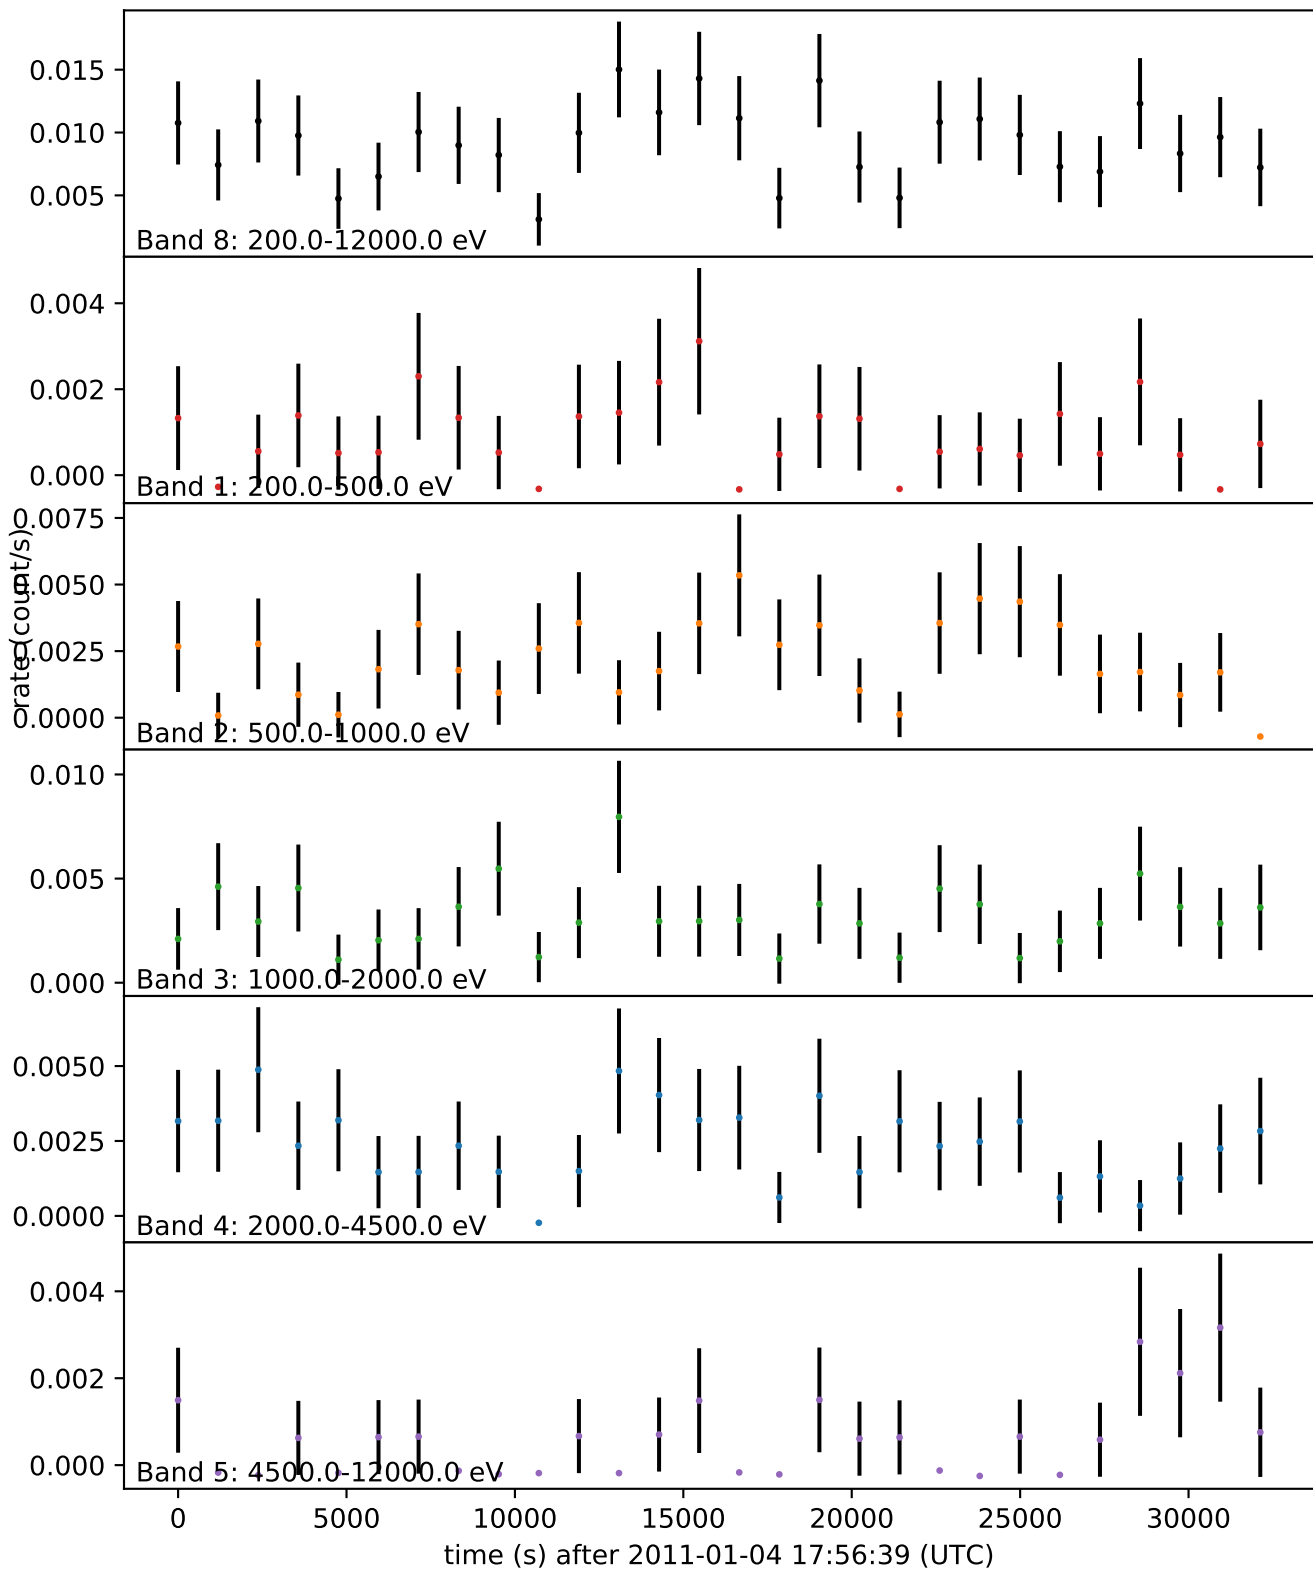 0.015
0.010
0.005
Band 8: 200.0-12000.0 eV
0.004
0.002
0.000
Band 1: 200.0-500.0 eV
rate (count/s)
0.0075
0.0050
0.0025
0.0000
Band 2: 500.0-1000.0 eV
0.010
0.005
0.000
Band 3: 1000.0-2000.0 eV
0.0050
0.0025
0.0000
Band 4: 2000.0-4500.0 eV
0.004
0.002
0.000
Band 5: 4500.0-12000.0 eV
0 5000 10000 15000 20000 25000 30000
time (s) after 2011-01-04 17:56:39 (UTC)